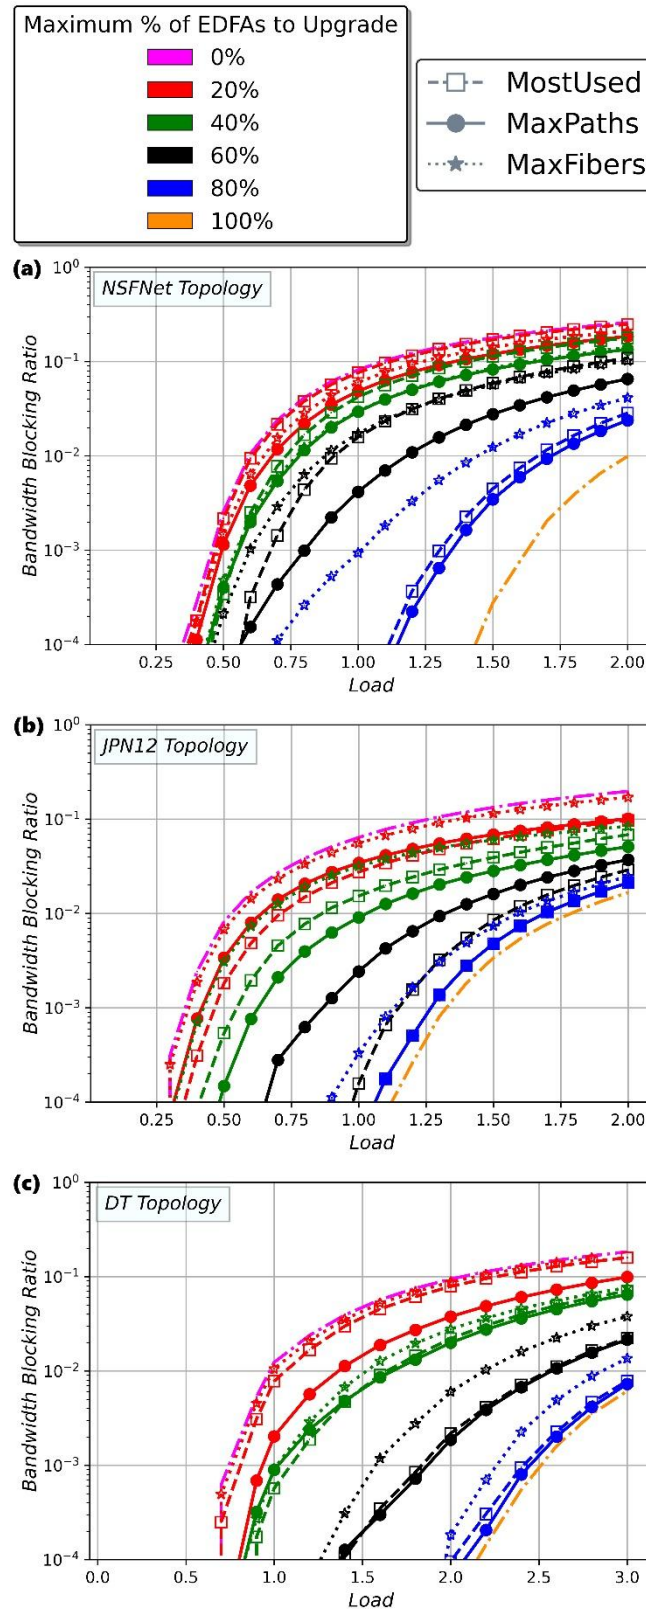 Maximum % of EDFAs to Upgrade
0%
20%
40%
60%
80%
100%
MostUsed
MaxPaths
MaxFibers
(a)
NSFNet Topology
Bandwidth Blocking Ratio
10⁰
10⁻¹
10⁻²
10⁻³
10⁻⁴
0.25 0.50 0.75 1.00 1.25 1.50 1.75 2.00
Load
(b)
JPN12 Topology
Bandwidth Blocking Ratio
10⁰
10⁻¹
10⁻²
10⁻³
10⁻⁴
0.25 0.50 0.75 1.00 1.25 1.50 1.75 2.00
Load
(c)
DT Topology
Bandwidth Blocking Ratio
10⁰
10⁻¹
10⁻²
10⁻³
10⁻⁴
0.0 0.5 1.0 1.5 2.0 2.5 3.0
Load